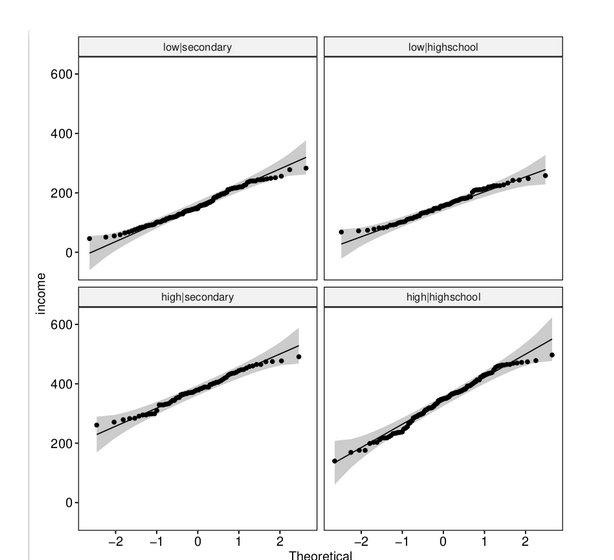 low|secondary
low|highschool
600
400
200
0
high|secondary
high|highschool
600
400
200
0
income
−2 −1 0 1 2
−2 −1 0 1 2
Theoretical